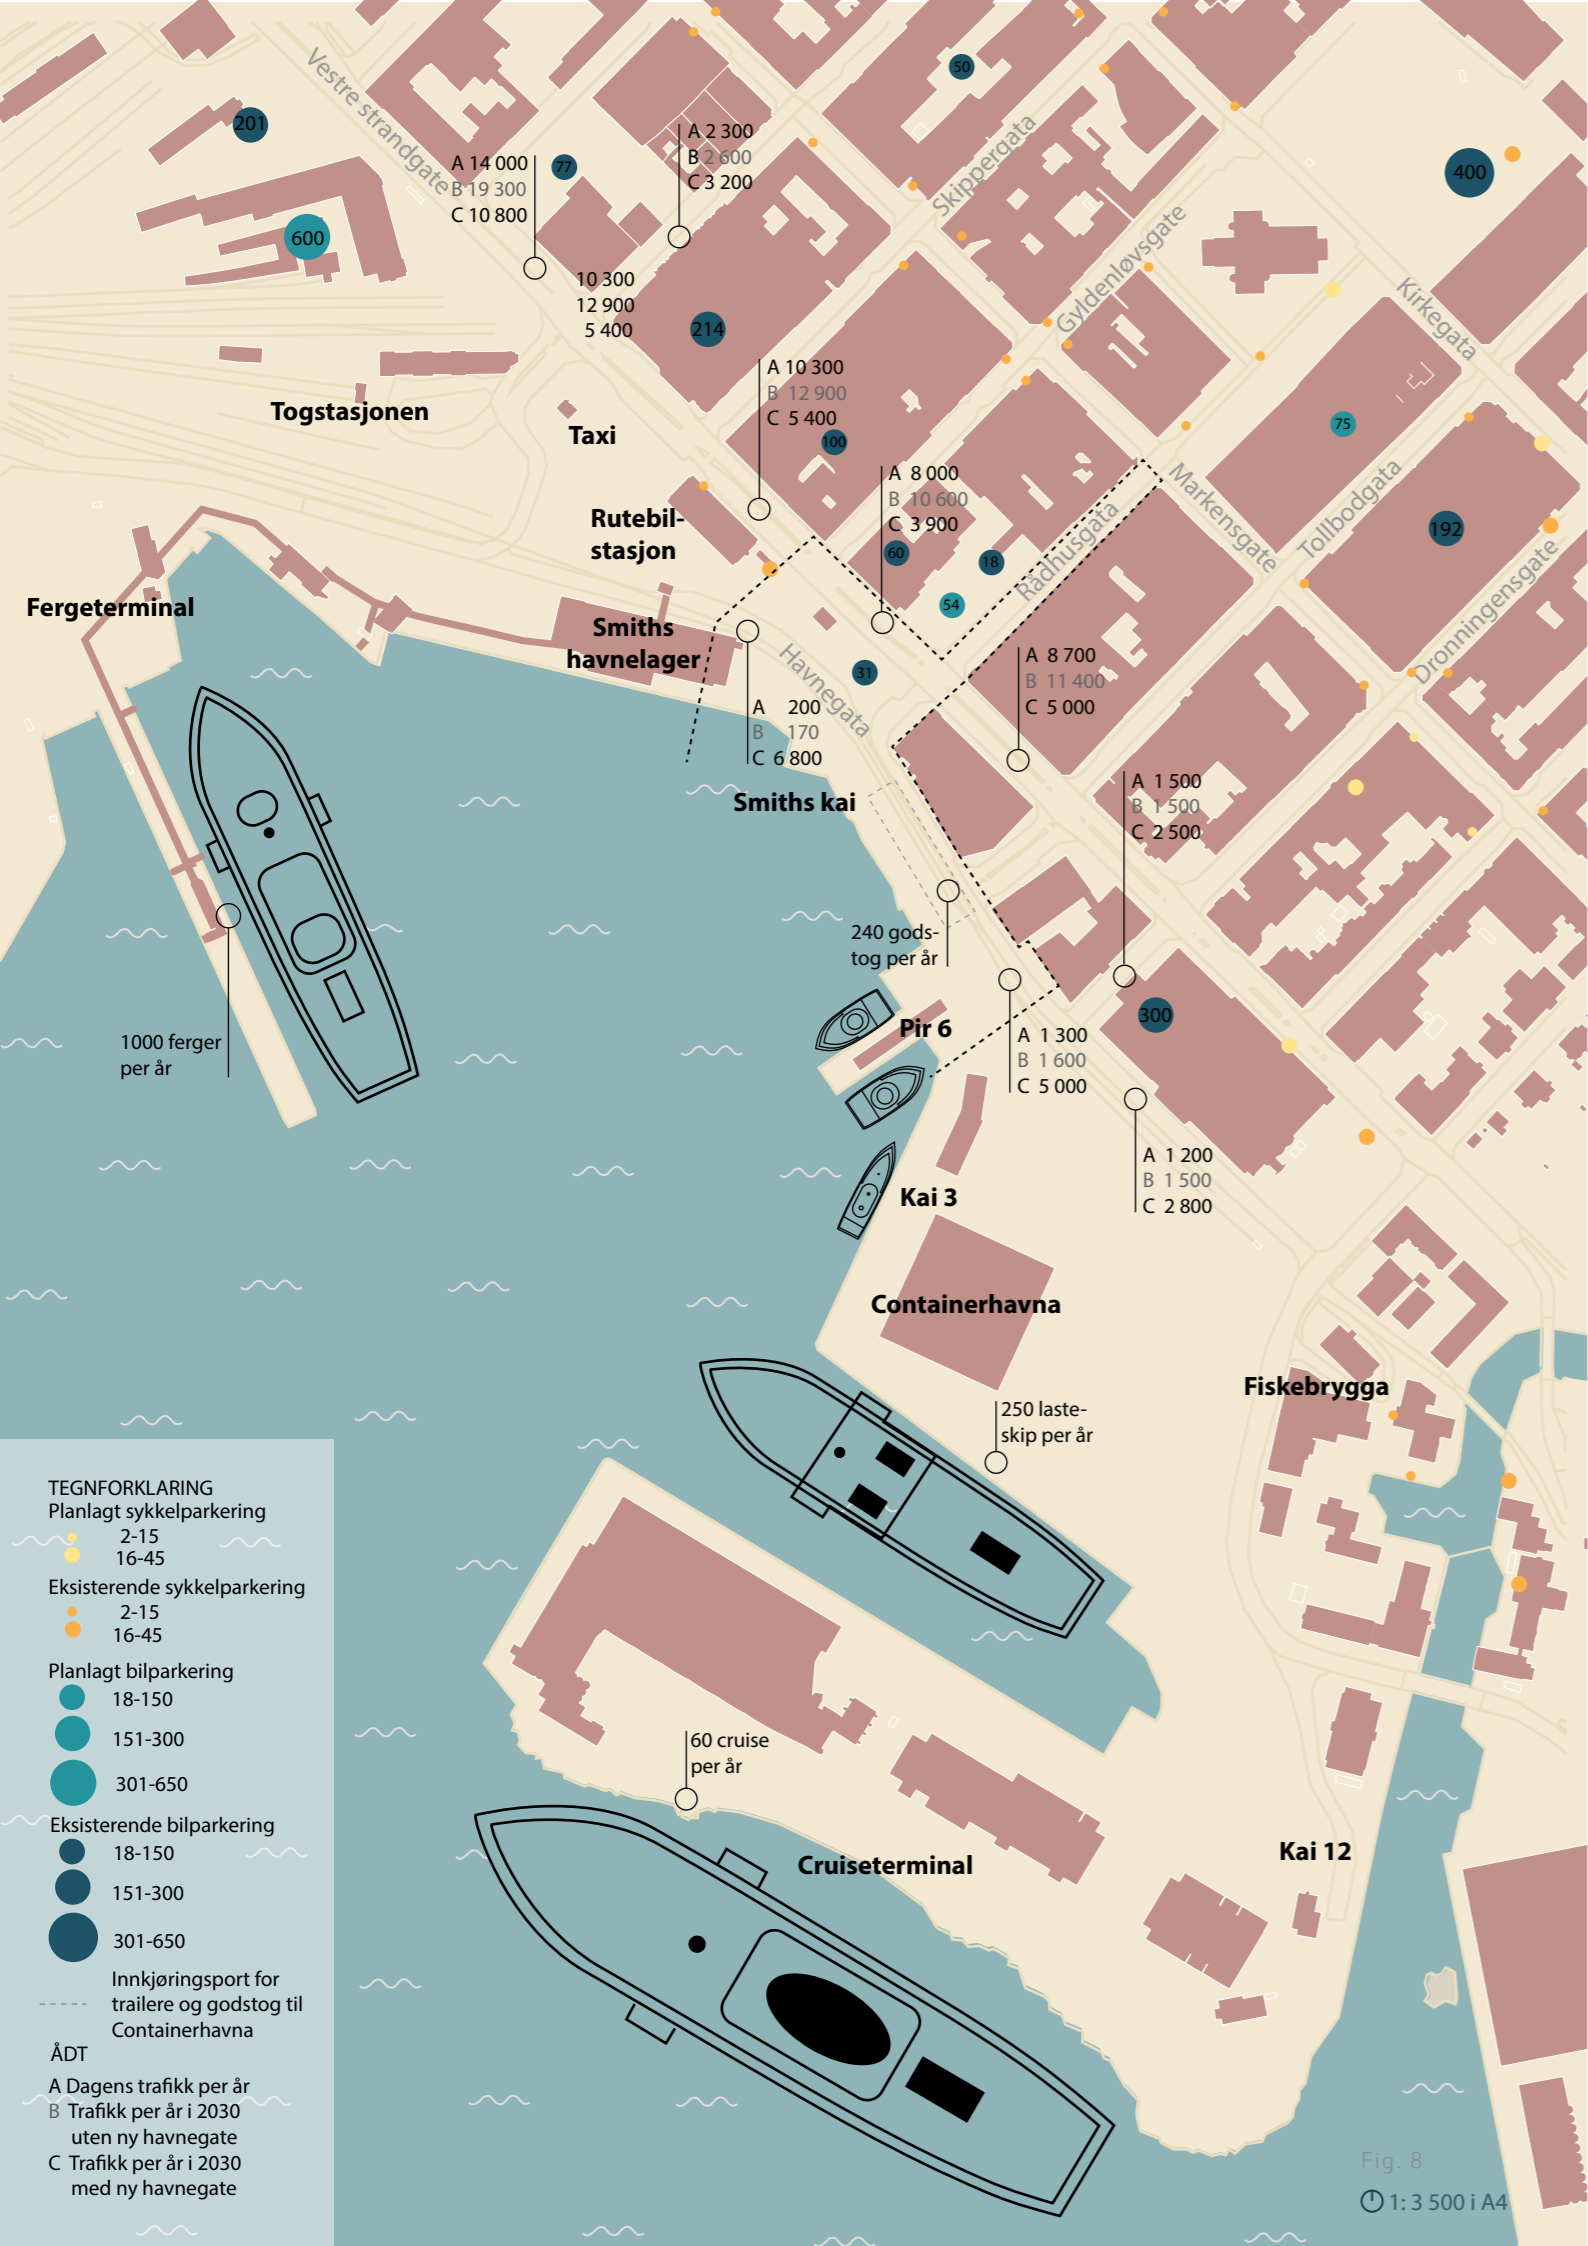 50
Vestre strandgate
201
A 14 000
B 19 300
C 10 800
77
A 2 300
B 2 600
C 3 200
Skippergata
400
600
Gyldenløvsgate
Kirkegata
10 300
12 900
5 400
214
A 10 300
B 12 900
C 5 400
100
Togstasjonen
Taxi
75
A 8 000
B 10 600
C 3 900
Markensgate
Tollbodgata
Rutebil-
stasjon
60
18
Rådhusgata
192
Dronningensgate
Fergeterminal
54
Smiths
havnelager
Havnegata
31
A 8 700
B 11 400
C 5 000
A 200
B 170
C 6 800
Smiths kai
A 1 500
B 1 500
C 2 500
240 gods-
tog per år
1000 ferger
per år
Pir 6
300
A 1 300
B 1 600
C 5 000
A 1 200
B 1 500
C 2 800
Kai 3
Containerhavna
Fiskebrygga
250 laste-
skip per år
60 cruise
per år
Cruiseterminal
Kai 12
TEGNFORKLARING
Planlagt sykkelparkering
2-15
16-45
Eksisterende sykkelparkering
2-15
16-45
Planlagt bilparkering
18-150
151-300
301-650
Eksisterende bilparkering
18-150
151-300
301-650
Innkjøringsport for
trailere og godstog til
Containerhavna
ÅDT
A Dagens trafikk per år
B Trafikk per år i 2030
uten ny havnegate
C Trafikk per år i 2030
med ny havnegate
Fig. 8
1: 3 500 i A4